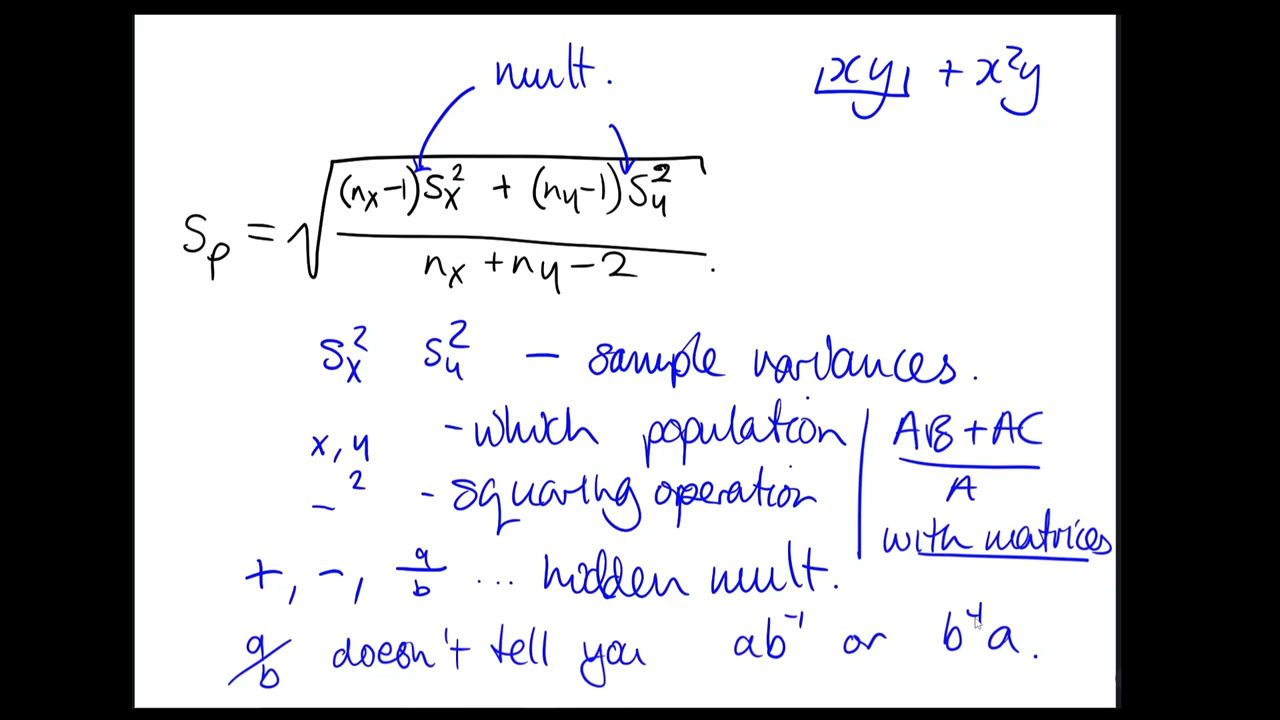 mult.
xy + x²y
Sp = √((nx−1)Sx² + (ny−1)Sy²)/(nx + ny − 2).
Sx² Sy² – sample variances.
x, y - which population
AB + AC
A
with matrices
– ² - squaring operation
+, −, a/b ... hidden mult.
a/b doesn't tell you ab⁻¹ or b⁻¹a.